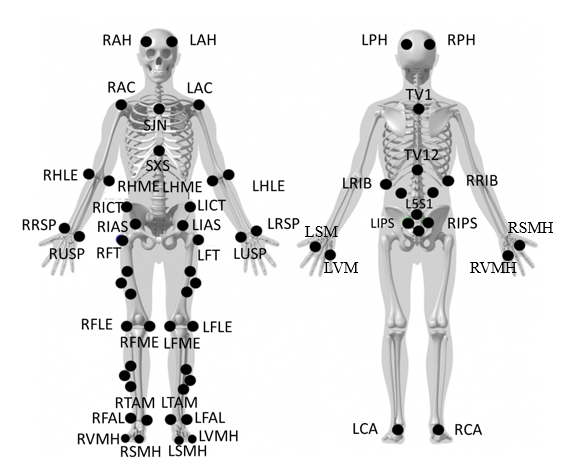 RAH LAH LPH RPH
RAC LAC TV1
SJN
SXS TV12
RHLE RHME LHME LHLE LRIB RRIB
RICT LICT L5S1
RRSP RIAS LIAS LRSP LSM LIPS RIPS RSMH
RUSP RFT LFT LUSP LVM RVMH
RFLE LFLE
RFME LFME
RTAM LTAM
RFAL LFAL LCA RCA
RVMH LVMH
RSMH LSMH